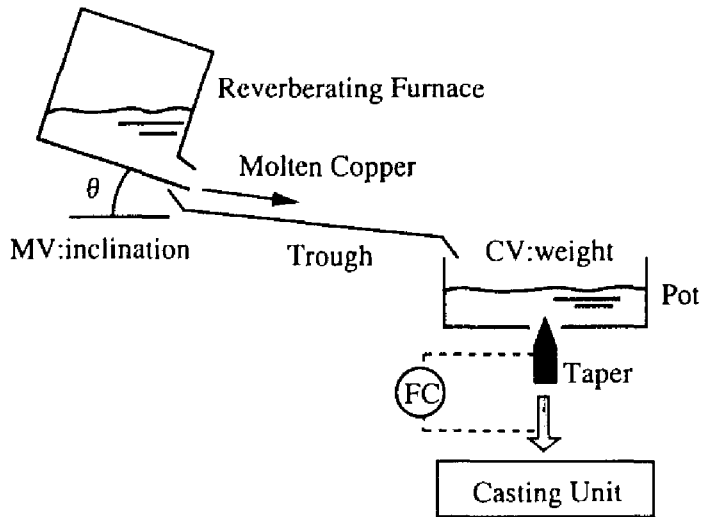 Reverberating Furnace
Molten Copper
θ
MV:inclination
Trough
CV:weight
Pot
Taper
FC
Casting Unit